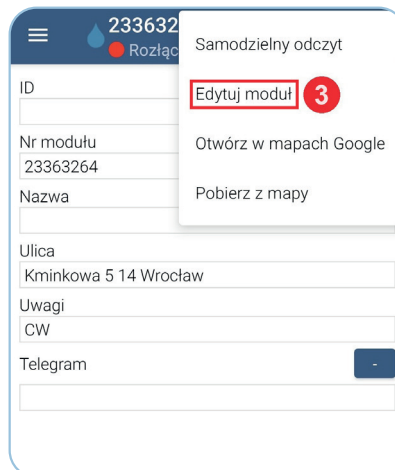 233632
Rozłąc
Samodzielny odczyt
Edytuj moduł 3
Otwórz w mapach Google
Pobierz z mapy
ID
Nr modułu
23363264
Nazwa
Ulica
Kminkowa 5 14 Wrocław
Uwagi
CW
Telegram
-